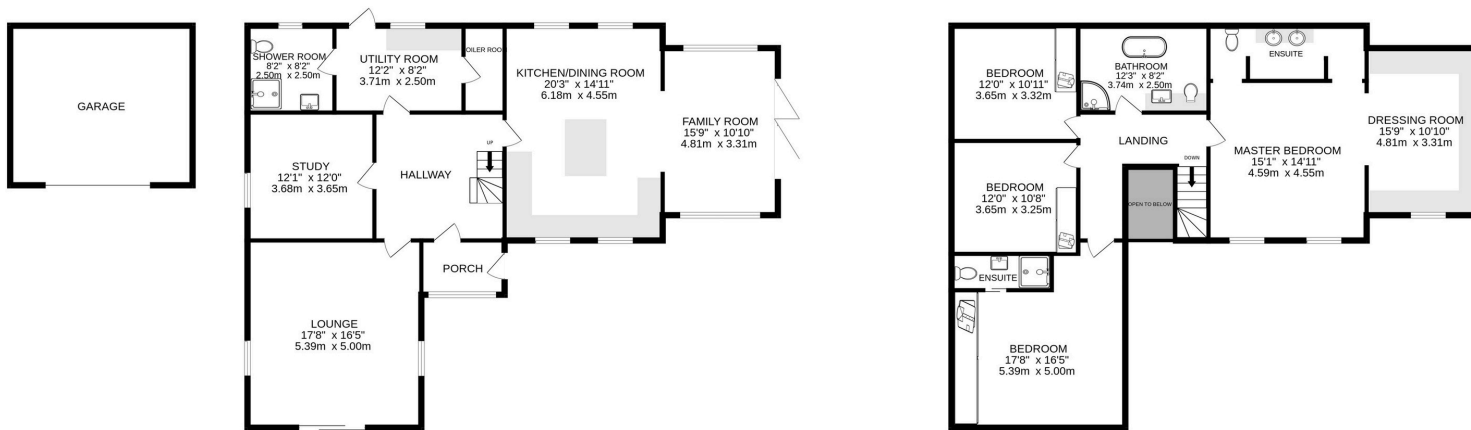 GARAGE
SHOWER ROOM
8'2" x 8'2"
2.50m x 2.50m
UTILITY ROOM
12'2" x 8'2"
3.71m x 2.50m
OILER ROOM
KITCHEN/DINING ROOM
20'3" x 14'11"
6.18m x 4.55m
FAMILY ROOM
15'9" x 10'10"
4.81m x 3.31m
STUDY
12'1" x 12'0"
3.68m x 3.65m
HALLWAY
UP
PORCH
LOUNGE
17'8" x 16'5"
5.39m x 5.00m
BEDROOM
12'0" x 10'11"
3.65m x 3.32m
BATHROOM
12'3" x 8'2"
3.74m x 2.50m
ENSUITE
DRESSING ROOM
15'9" x 10'10"
4.81m x 3.31m
LANDING
MASTER BEDROOM
15'1" x 14'11"
4.59m x 4.55m
DOWN
BEDROOM
12'0" x 10'8"
3.65m x 3.25m
OPEN TO BELOW
ENSUITE
BEDROOM
17'8" x 16'5"
5.39m x 5.00m